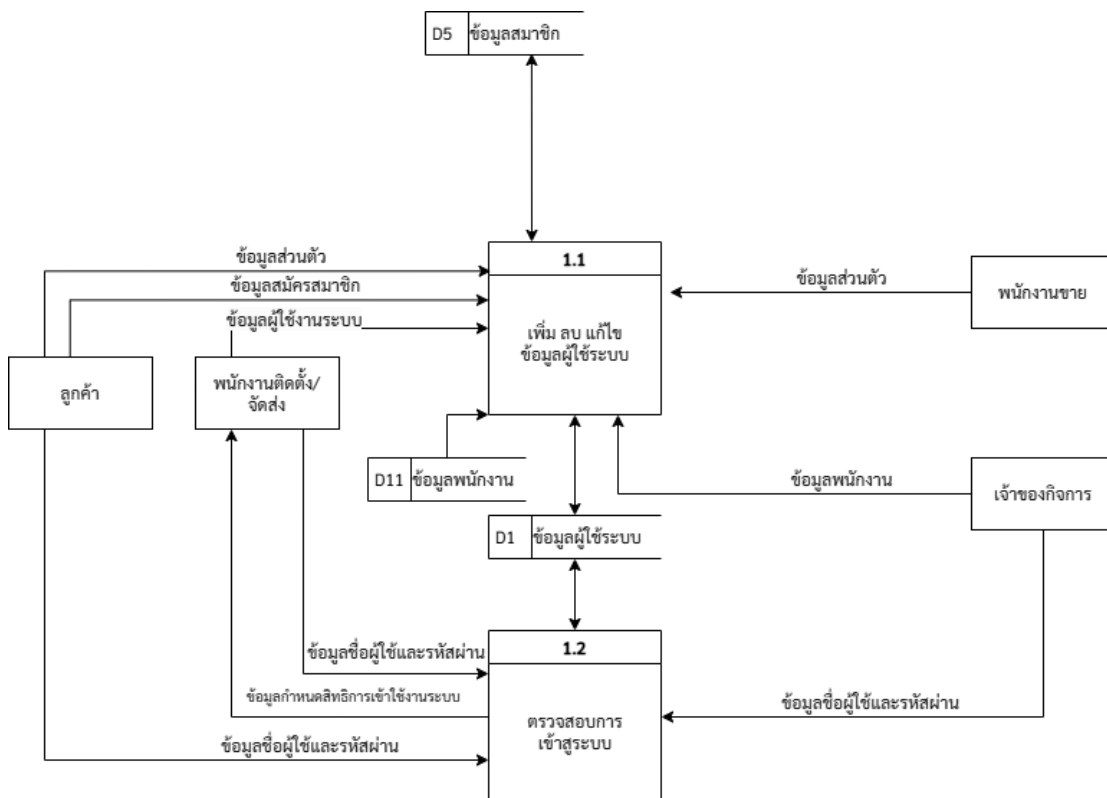 D5 ข้อมูลสมาชิก
ข้อมูลส่วนตัว
ข้อมูลสมัครสมาชิก
ข้อมูลผู้ใช้งานระบบ
1.1
เพิ่ม ลบ แก้ไข
ข้อมูลผู้ใช้ระบบ
ข้อมูลส่วนตัว
พนักงานขาย
ลูกค้า
พนักงานติดตั้ง/
จัดส่ง
D11 ข้อมูลพนักงาน
ข้อมูลพนักงาน
เจ้าของกิจการ
D1 ข้อมูลผู้ใช้ระบบ
ข้อมูลชื่อผู้ใช้และรหัสผ่าน
ข้อมูลกำหนดสิทธิการเข้าใช้งานระบบ
ข้อมูลชื่อผู้ใช้และรหัสผ่าน
1.2
ตรวจสอบการ
เข้าสูระบบ
ข้อมูลชื่อผู้ใช้และรหัสผ่าน